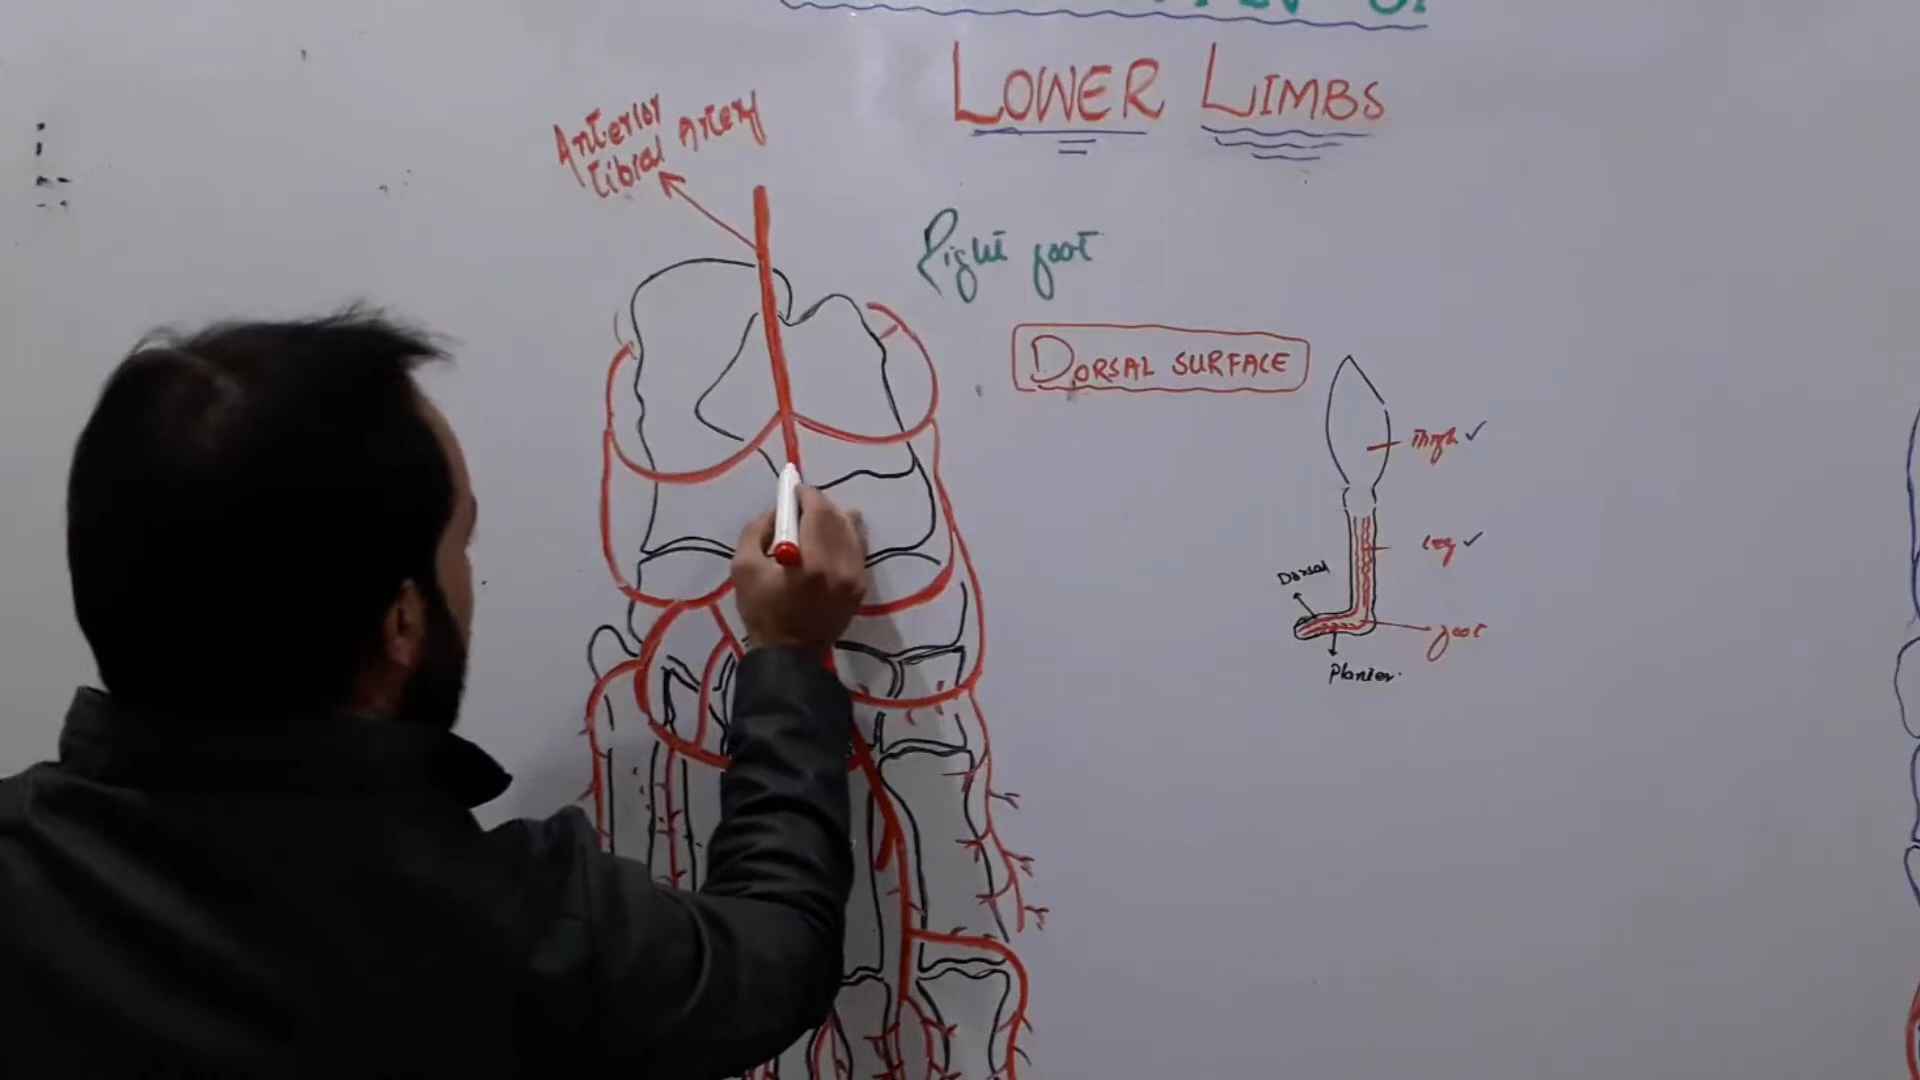 LOWER LIMBS
Anterior
Tibial Artery
Right foot
DORSAL SURFACE
Thigh ✓
Leg ✓
Dorsal
foot
Planter.